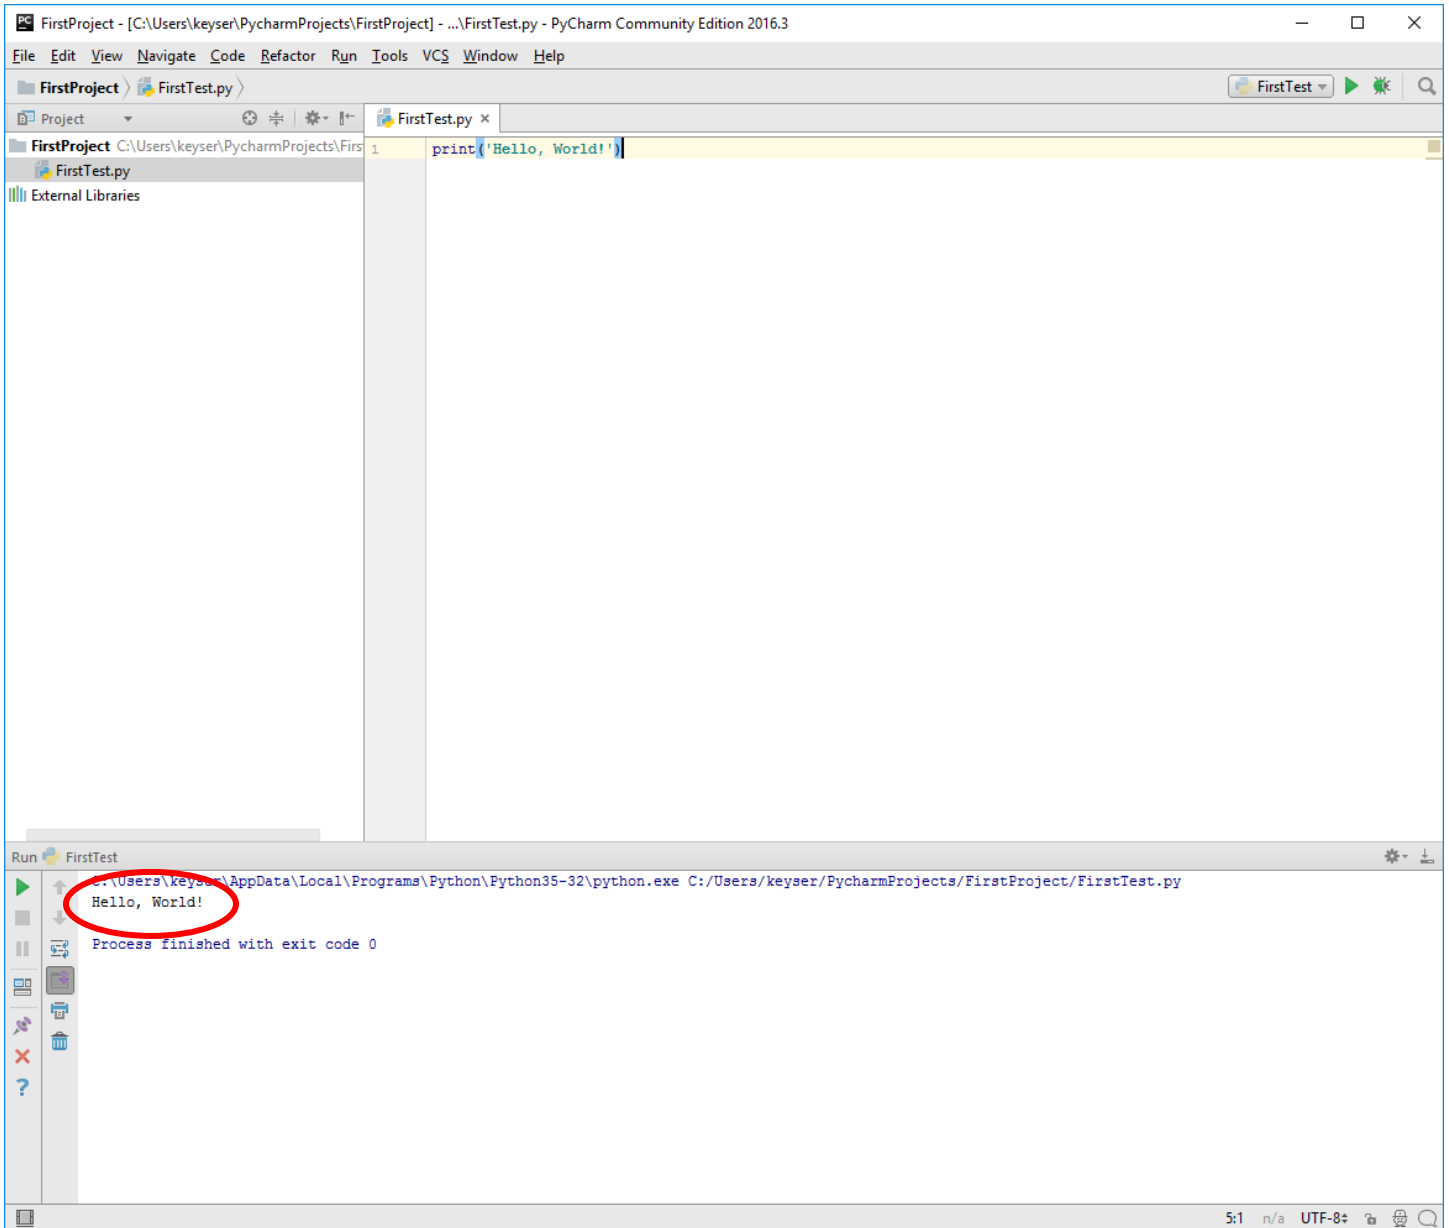 FirstProject - [C:\Users\keyser\PycharmProjects\FirstProject] - ...\FirstTest.py - PyCharm Community Edition 2016.3
File Edit View Navigate Code Refactor Run Tools VCS Window Help
FirstProject FirstTest.py FirstTest
Project FirstTest.py
FirstProject C:\Users\keyser\PycharmProjects\Firs
1 print('Hello, World!')
FirstTest.py
External Libraries
Run FirstTest
C:\Users\keyser\AppData\Local\Programs\Python\Python35-32\python.exe C:/Users/keyser/PycharmProjects/FirstProject/FirstTest.py
Hello, World!
Process finished with exit code 0
5:1 n/a UTF-8